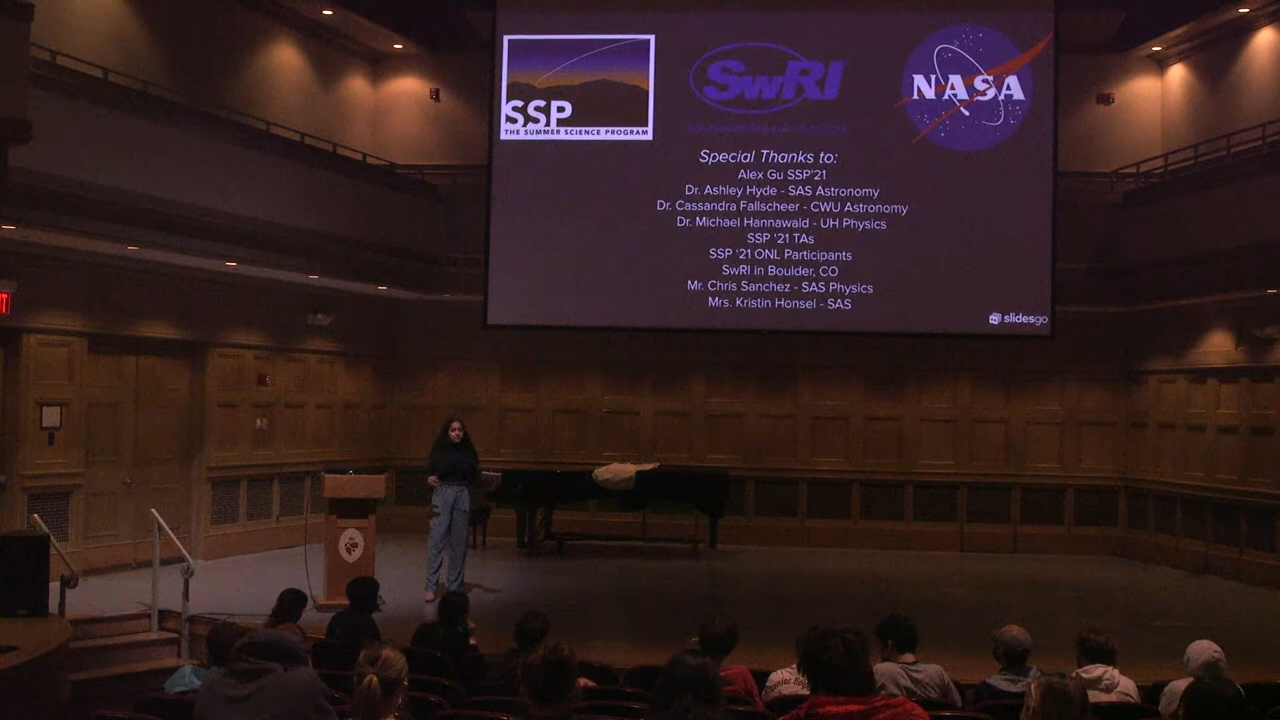 SSP
THE SUMMER SCIENCE PROGRAM
SwRI
NASA
Special Thanks to:
Alex Gu SSP'21
Dr. Ashley Hyde - SAS Astronomy
Dr. Cassandra Fallscheer - CWU Astronomy
Dr. Michael Hannawald - UH Physics
SSP '21 TAs
SSP '21 ONL Participants
SwRI in Boulder, CO
Mr. Chris Sanchez - SAS Physics
Mrs. Kristin Honsel - SAS
slidesgo